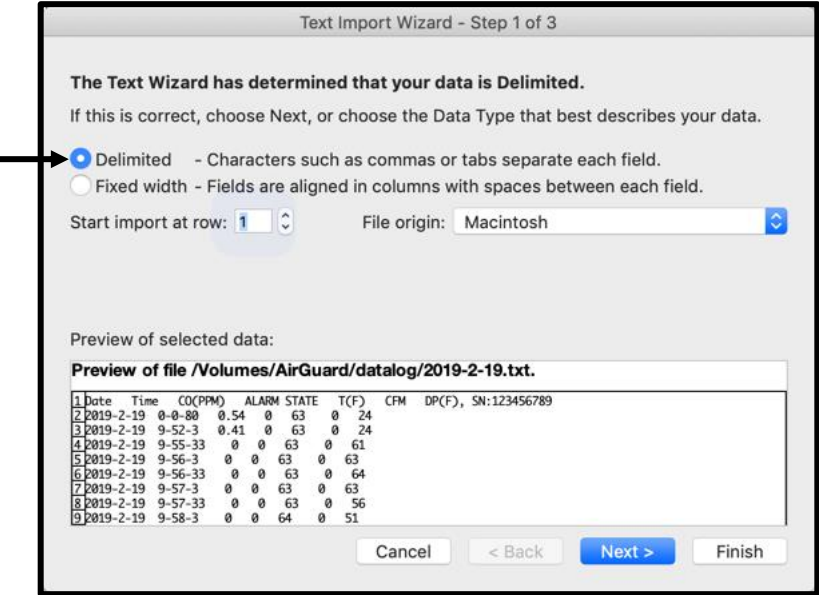 Text Import Wizard - Step 1 of 3
The Text Wizard has determined that your data is Delimited.
If this is correct, choose Next, or choose the Data Type that best describes your data.
Delimited - Characters such as commas or tabs separate each field.
Fixed width - Fields are aligned in columns with spaces between each field.
Start import at row: 1 File origin: Macintosh
Preview of selected data:
Preview of file /Volumes/AirGuard/datalog/2019-2-19.txt.
1 Date Time CO(PPM) ALARM STATE T(F) CFM DP(F), SN:123456789
2 2019-2-19 0-0-80 0.54 0 63 0 24
3 2019-2-19 9-52-3 0.41 0 63 0 24
4 2019-2-19 9-55-33 0 0 63 0 61
5 2019-2-19 9-56-3 0 0 63 0 63
6 2019-2-19 9-56-33 0 0 63 0 64
7 2019-2-19 9-57-3 0 0 63 0 63
8 2019-2-19 9-57-33 0 0 63 0 56
9 2019-2-19 9-58-3 0 0 64 0 51
Cancel < Back Next > Finish